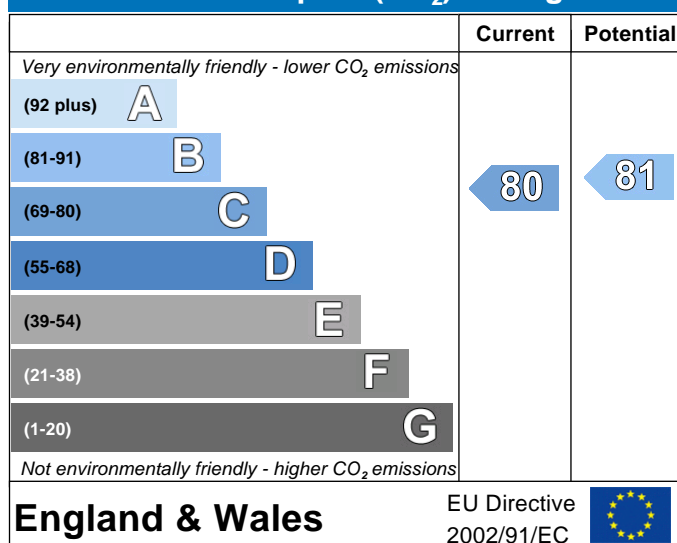 Current Potential
Very environmentally friendly - lower CO₂ emissions
(92 plus) A
(81-91) B
(69-80) C
(55-68) D
(39-54) E
(21-38) F
(1-20) G
80
81
Not environmentally friendly - higher CO₂ emissions
England & Wales
EU Directive
2002/91/EC